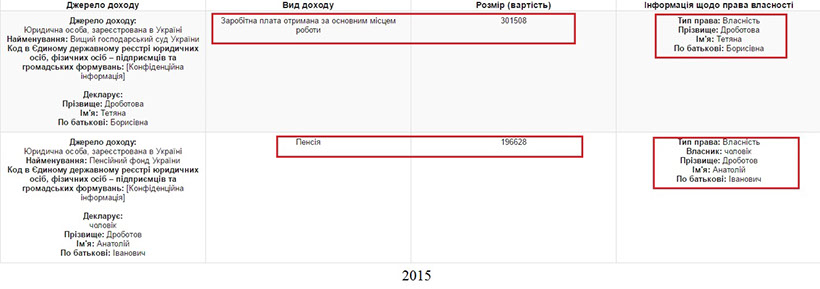 Джерело доходу Вид доходу Розмір (вартість) Інформація щодо права власності
Джерело доходу:
Юридична особа, зареєстрована в Україні
Найменування: Вищий господарський суд України
Код в Єдиному державному реєстрі юридичних
осіб, фізичних осіб – підприємців та
громадських формувань: [Конфіденційна
інформація]
Декларує:
Прізвище: Дроботова
Ім'я: Тетяна
По батькові: Борисівна
Заробітна плата отримана за основним місцем
роботи
301508
Тип права: Власність
Прізвище: Дроботова
Ім'я: Тетяна
По батькові: Борисівна
Джерело доходу:
Юридична особа, зареєстрована в Україні
Найменування: Пенсійний фонд України
Код в Єдиному державному реєстрі юридичних
осіб, фізичних осіб – підприємців та
громадських формувань: [Конфіденційна
інформація]
Декларує:
чоловік
Прізвище: Дроботов
Ім'я: Анатолій
По батькові: Іванович
Пенсія
196628
Тип права: Власність
Власник: чоловік
Прізвище: Дроботов
Ім'я: Анатолій
По батькові: Іванович
2015